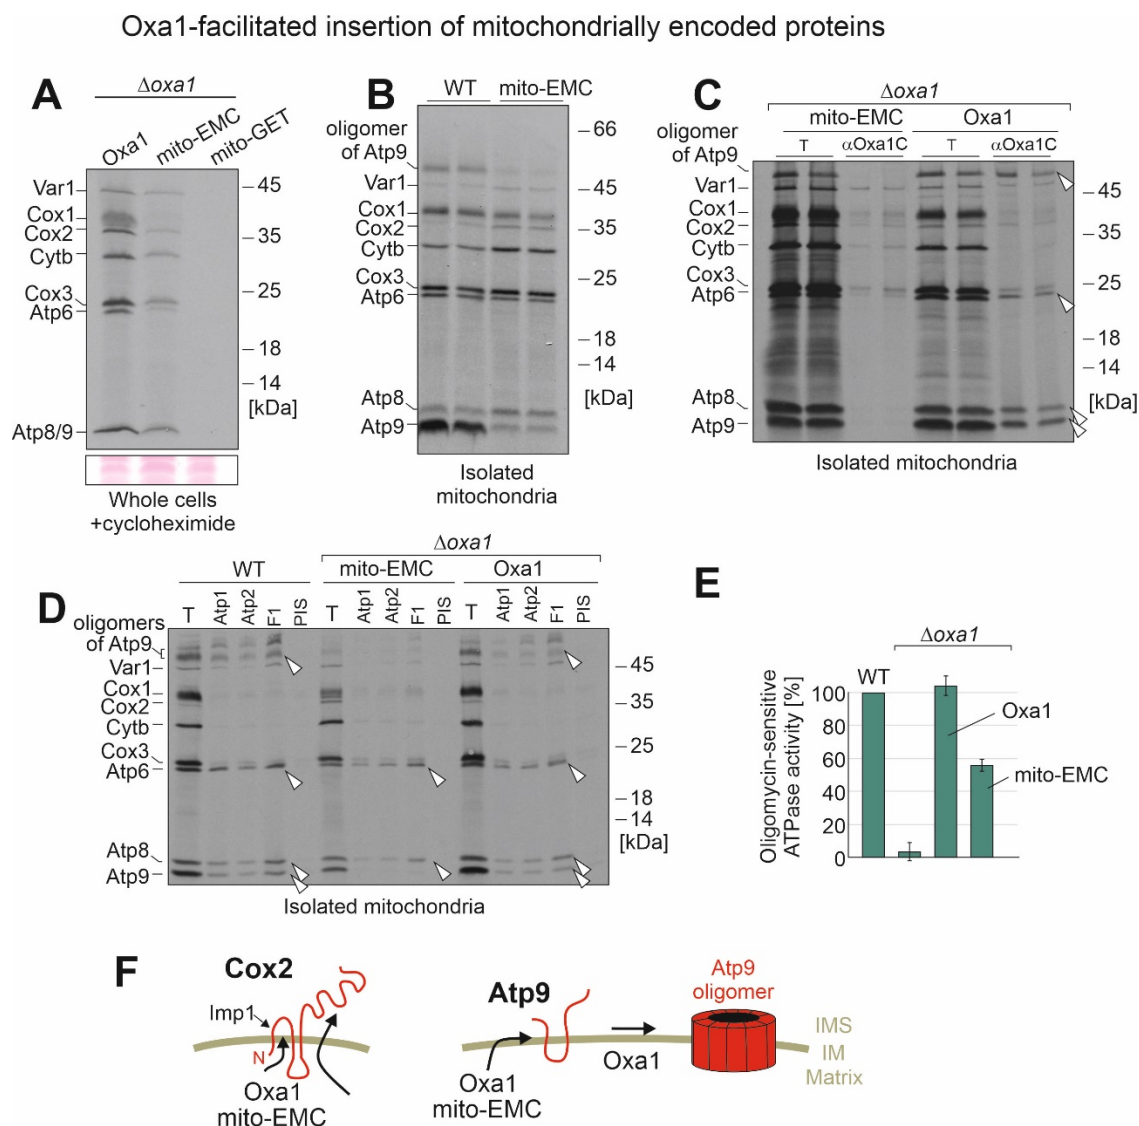 Oxa1-facilitated insertion of mitochondrially encoded proteins
A
Δoxa1
Oxa1
mito-EMC
mito-GET
Var1
Cox1
Cox2
Cytb
Cox3
Atp6
Atp8/9
45
35
25
18
14
[kDa]
Whole cells
+cycloheximide
B
WT
mito-EMC
oligomer
of Atp9
Var1
Cox1
Cox2
Cytb
Cox3
Atp6
Atp8
Atp9
66
45
35
25
18
14
[kDa]
Isolated
mitochondria
C
Δoxa1
mito-EMC
Oxa1
T
αOxa1C
T
αOxa1C
oligomer
of Atp9
Var1
Cox1
Cox2
Cytb
Cox3
Atp6
Atp8
Atp9
45
35
25
18
14
[kDa]
Isolated mitochondria
D
Δoxa1
WT
mito-EMC
Oxa1
T Atp1 Atp2 F1 PIS
T Atp1 Atp2 F1 PIS
T Atp1 Atp2 F1 PIS
oligomers
of Atp9
Var1
Cox1
Cox2
Cytb
Cox3
Atp6
Atp8
Atp9
45
35
25
18
14
[kDa]
Isolated mitochondria
E
Δoxa1
WT
Oxa1
mito-EMC
Oligomycin-sensitive
ATPase activity [%]
100
80
60
40
20
0
F
Cox2
Imp1
N
Oxa1
mito-EMC
Atp9
Oxa1
mito-EMC
Oxa1
Atp9
oligomer
IMS
IM
Matrix